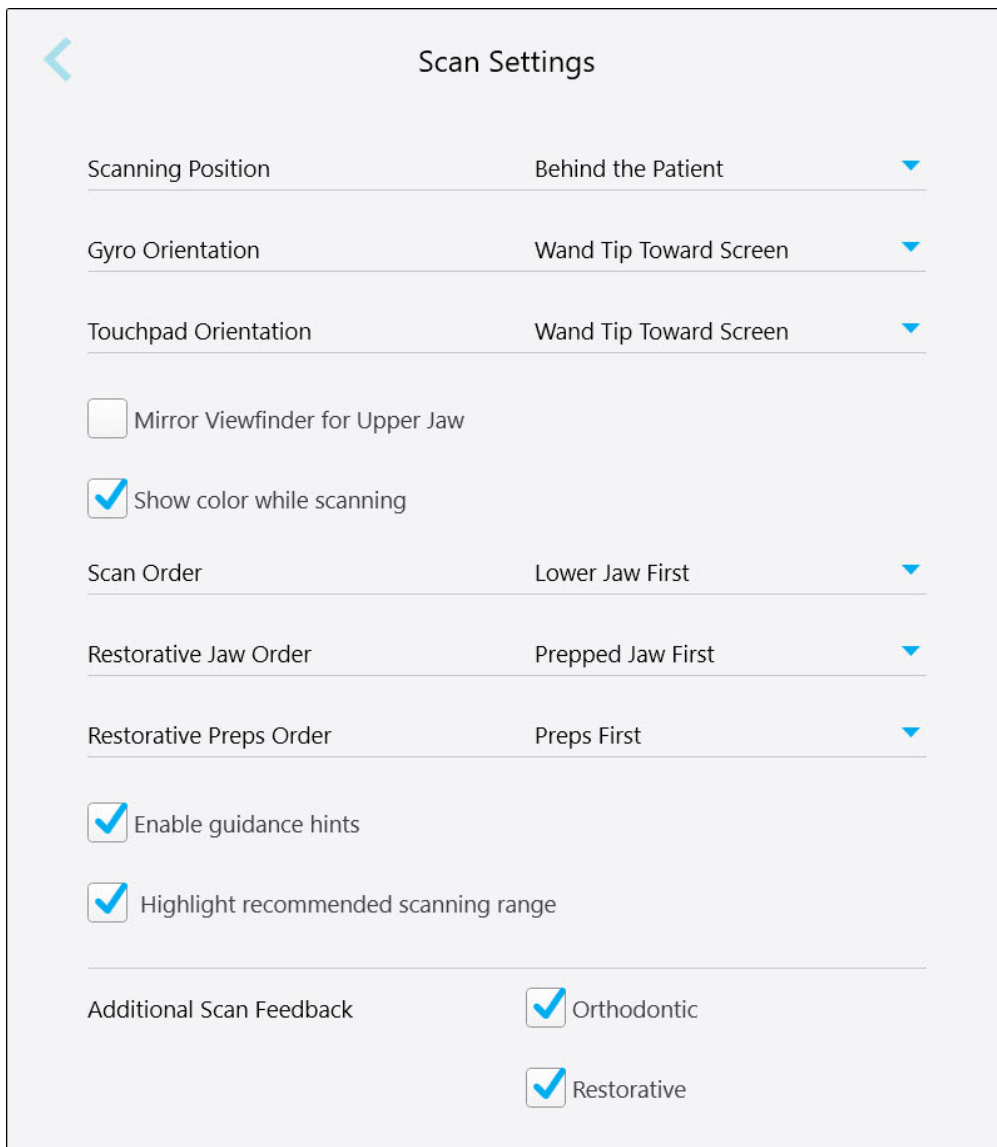 Scan Settings
Scanning Position Behind the Patient
Gyro Orientation Wand Tip Toward Screen
Touchpad Orientation Wand Tip Toward Screen
Mirror Viewfinder for Upper Jaw
Show color while scanning
Scan Order Lower Jaw First
Restorative Jaw Order Prepped Jaw First
Restorative Preps Order Preps First
Enable guidance hints
Highlight recommended scanning range
Additional Scan Feedback Orthodontic
Restorative